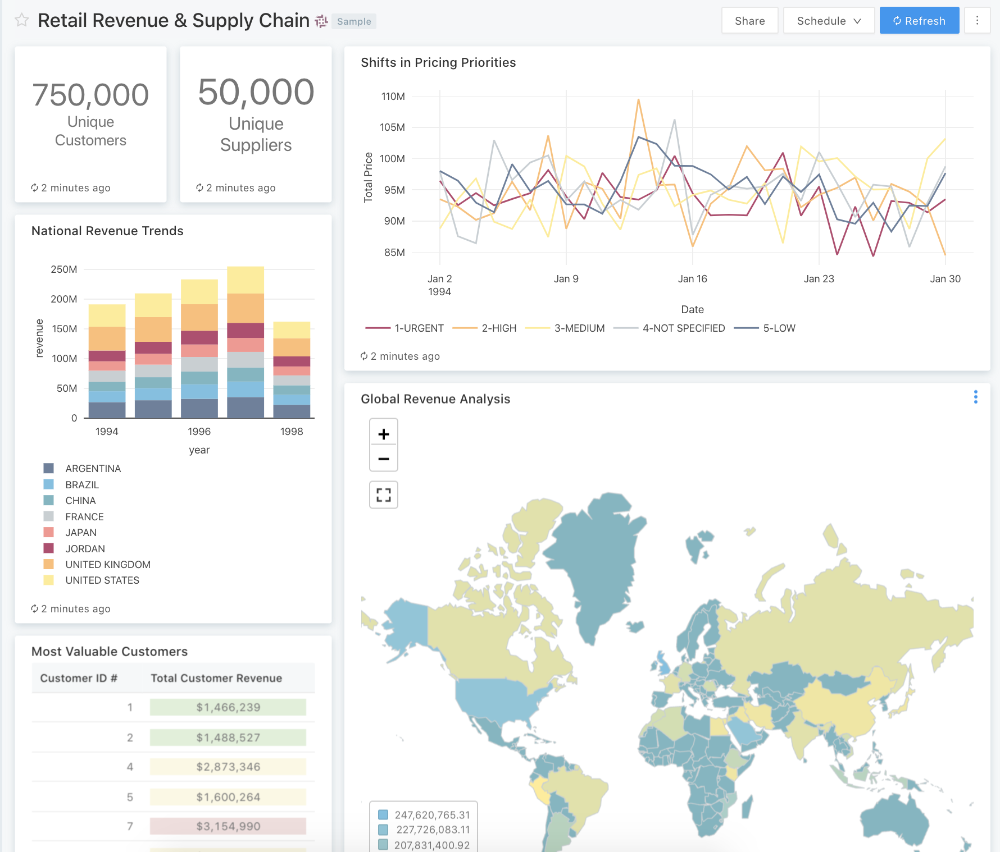 Retail Revenue & Supply Chain
Sample
Share
Schedule
Refresh
750,000
Unique
Customers
2 minutes ago
50,000
Unique
Suppliers
2 minutes ago
Shifts in Pricing Priorities
110M
105M
100M
95M
90M
85M
Total Price
Jan 2
1994
Jan 9
Jan 16
Jan 23
Jan 30
Date
1-URGENT
2-HIGH
3-MEDIUM
4-NOT SPECIFIED
5-LOW
2 minutes ago
National Revenue Trends
250M
200M
150M
100M
50M
0
revenue
1994
1996
1998
year
ARGENTINA
BRAZIL
CHINA
FRANCE
JAPAN
JORDAN
UNITED KINGDOM
UNITED STATES
2 minutes ago
Global Revenue Analysis
+
−
247,620,765.31
227,726,083.11
207,831,400.92
Most Valuable Customers
Customer ID # Total Customer Revenue
1 $1,466,239
2 $1,488,527
4 $2,873,346
5 $1,600,264
7 $3,154,990